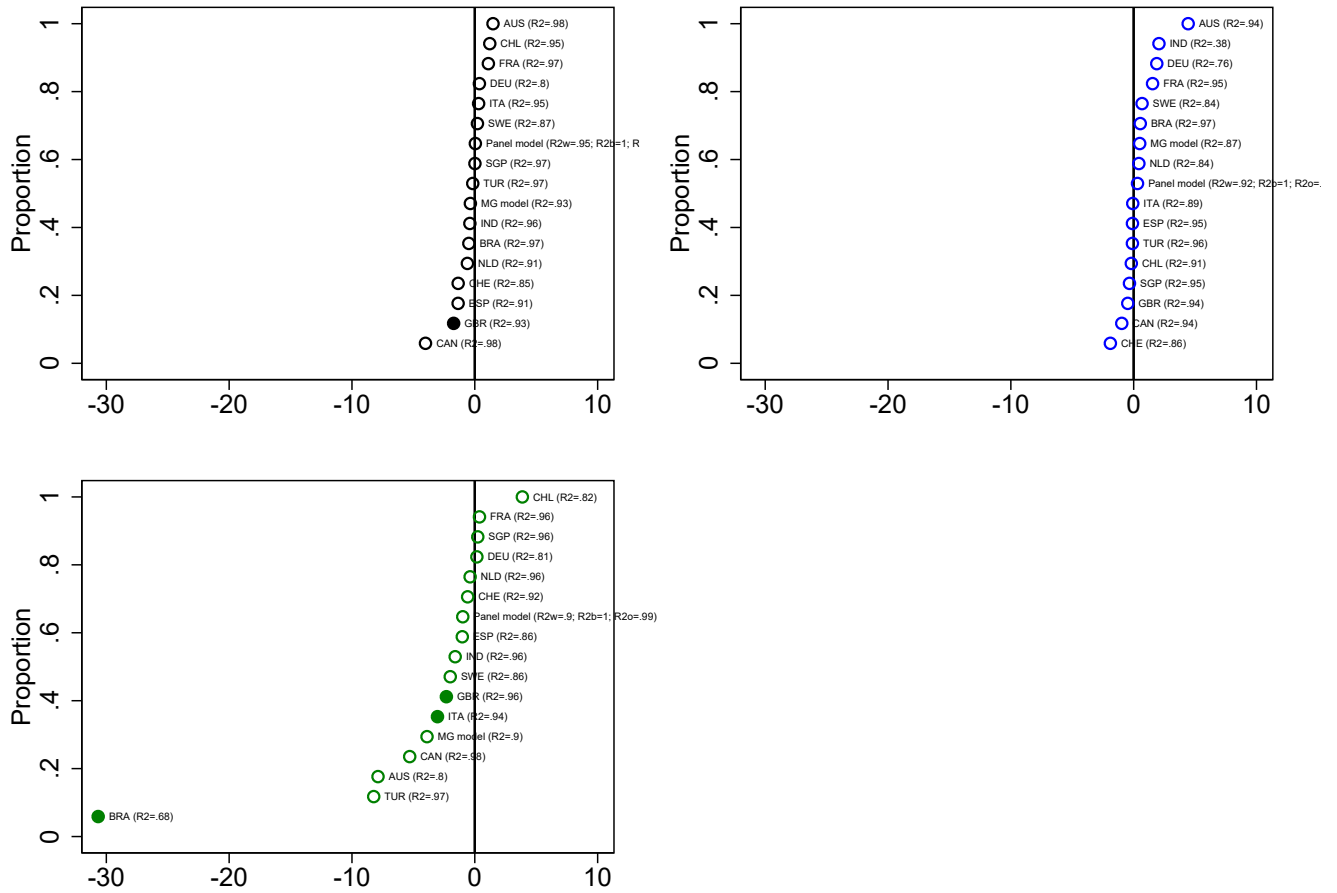 Proportion
0
.2
.4
.6
.8
1
AUS (R2=.98)
CHL (R2=.95)
FRA (R2=.97)
DEU (R2=.8)
ITA (R2=.95)
SWE (R2=.87)
Panel model (R2w=.95; R2b=1; R
SGP (R2=.97)
TUR (R2=.97)
MG model (R2=.93)
IND (R2=.96)
BRA (R2=.97)
NLD (R2=.91)
CHE (R2=.85)
ESP (R2=.91)
GBR (R2=.93)
CAN (R2=.98)
-30 -20 -10 0 10
Proportion
0
.2
.4
.6
.8
1
AUS (R2=.94)
IND (R2=.38)
DEU (R2=.76)
FRA (R2=.95)
SWE (R2=.84)
BRA (R2=.97)
MG model (R2=.87)
NLD (R2=.84)
Panel model (R2w=.92; R2b=1; R2o=.
ITA (R2=.89)
ESP (R2=.95)
TUR (R2=.96)
CHL (R2=.91)
SGP (R2=.95)
GBR (R2=.94)
CAN (R2=.94)
CHE (R2=.86)
-30 -20 -10 0 10
Proportion
0
.2
.4
.6
.8
1
CHL (R2=.82)
FRA (R2=.96)
SGP (R2=.96)
DEU (R2=.81)
NLD (R2=.96)
CHE (R2=.92)
Panel model (R2w=.9; R2b=1; R2o=.99)
ESP (R2=.86)
IND (R2=.96)
SWE (R2=.86)
GBR (R2=.96)
ITA (R2=.94)
MG model (R2=.9)
CAN (R2=.98)
AUS (R2=.8)
TUR (R2=.97)
BRA (R2=.68)
-30 -20 -10 0 10